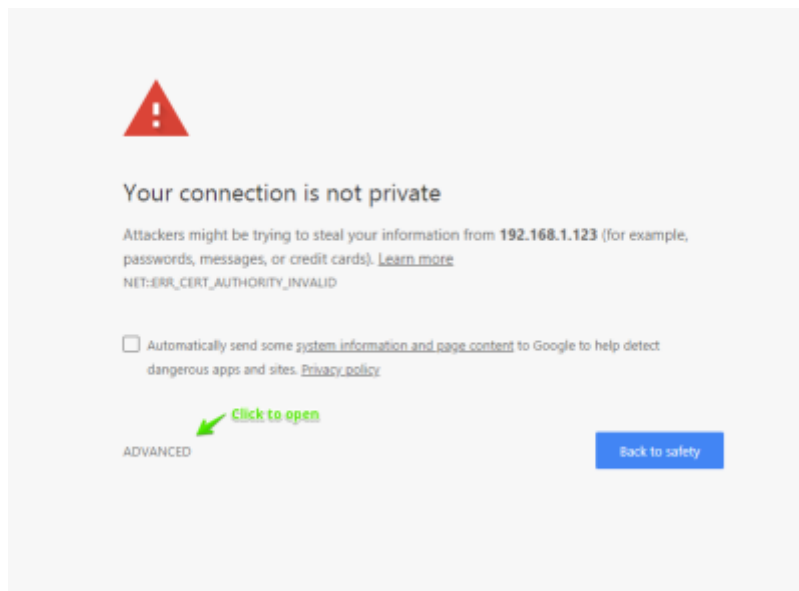 Your connection is not private
Attackers might be trying to steal your information from 192.168.1.123 (for example,
passwords, messages, or credit cards). Learn more
NET::ERR_CERT_AUTHORITY_INVALID
Automatically send some system information and page content to Google to help detect
dangerous apps and sites. Privacy policy
Click to open
ADVANCED
Back to safety